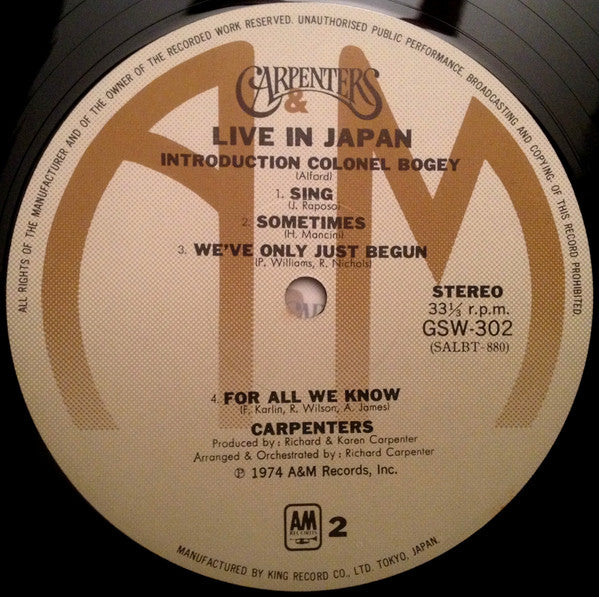 ALL RIGHTS OF THE MANUFACTURER AND OF THE OWNER OF THE RECORDED WORK RESERVED. UNAUTHORISED PUBLIC PERFORMANCE, BROADCASTING AND COPYING, OF THIS RECORD PROHIBITED
CARPENTERS
&
LIVE IN JAPAN
INTRODUCTION COLONEL BOGEY
(Alford)
1. SING
(J. Raposo)
2. SOMETIMES
(H. Mancini)
3. WE'VE ONLY JUST BEGUN
(P. Williams, R. Nichols)
STEREO
33⅓ r.p.m.
GSW-302
(SALBT-880)
4. FOR ALL WE KNOW
(F. Karlin, R. Wilson, A. James)
CARPENTERS
Produced by: Richard & Karen Carpenter
Arranged & Orchestrated by: Richard Carpenter
℗ 1974 A&M Records, Inc.
AM
RECORDS
2
MANUFACTURED BY KING RECORD CO., LTD. TOKYO, JAPAN.